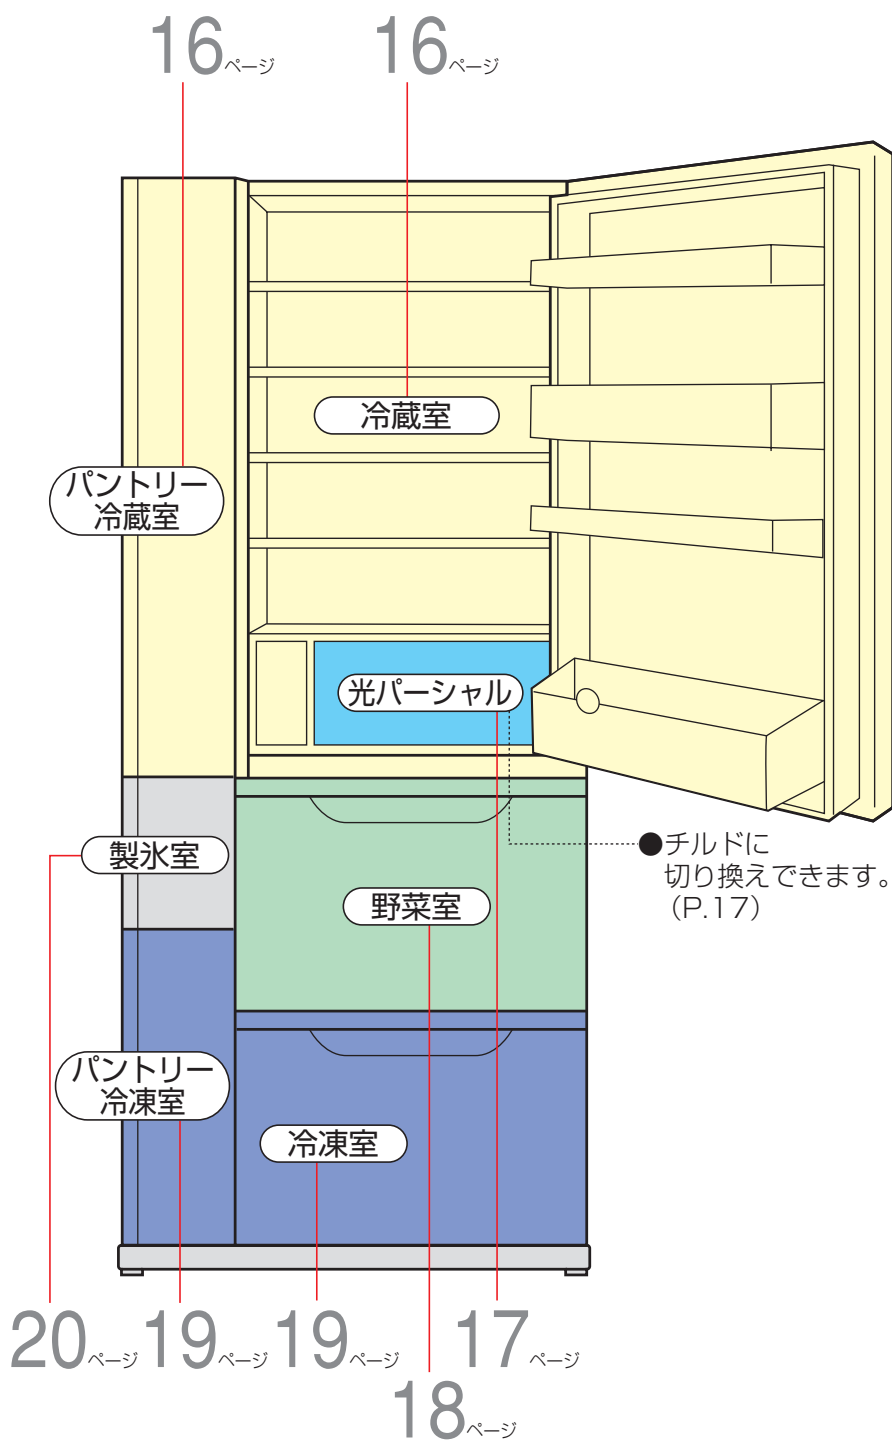 16ページ 16ページ
冷蔵室
パントリー
冷蔵室
光パーシャル
●チルドに
切り換えできます。
（P.17）
製氷室
野菜室
パントリー
冷凍室
冷凍室
20ページ 19ページ 19ページ 17ページ
18ページ